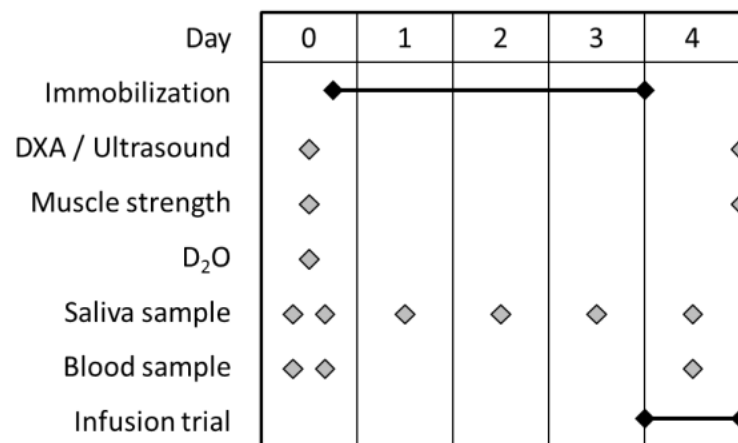 Day 0 1 2 3 4
Immobilization
DXA / Ultrasound
Muscle strength
D₂O
Saliva sample
Blood sample
Infusion trial